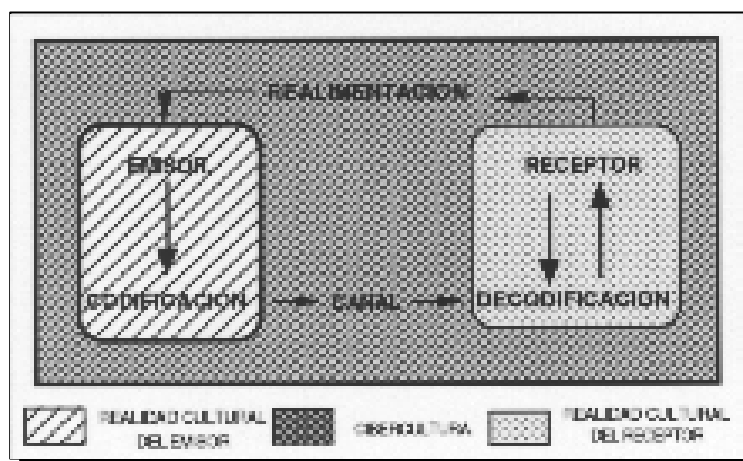 REALIMENTACION
EMISOR
RECEPTOR
CODIFICACION
CANAL
DECODIFICACION
REALIDAD CULTURAL
DEL EMISOR
CIBERCULTURA
REALIDAD CULTURAL
DEL RECEPTOR